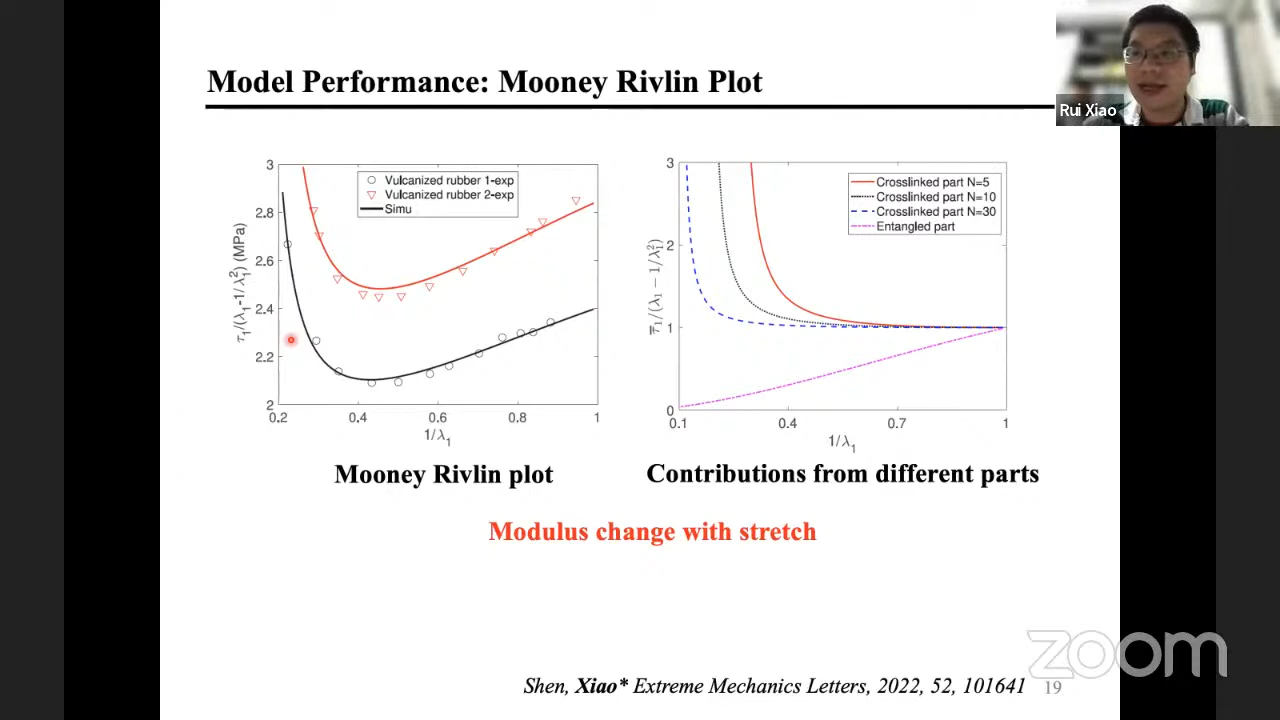 Model Performance: Mooney Rivlin Plot
Rui Xiao
3
2.8
2.6
2.4
2.2
2
0.2
0.4
0.6
0.8
1
τ₁/(λ₁-1/λ₁²) (MPa)
1/λ₁
Vulcanized rubber 1-exp
Vulcanized rubber 2-exp
Simu
Mooney Rivlin plot
3
2
1
0
0.1
0.4
0.7
1
τ̅₁/(λ₁ − 1/λ₁²)
1/λ₁
Crosslinked part N=5
Crosslinked part N=10
Crosslinked part N=30
Entangled part
Contributions from different parts
Modulus change with stretch
zoom
Shen, Xiao* Extreme Mechanics Letters, 2022, 52, 101641
19